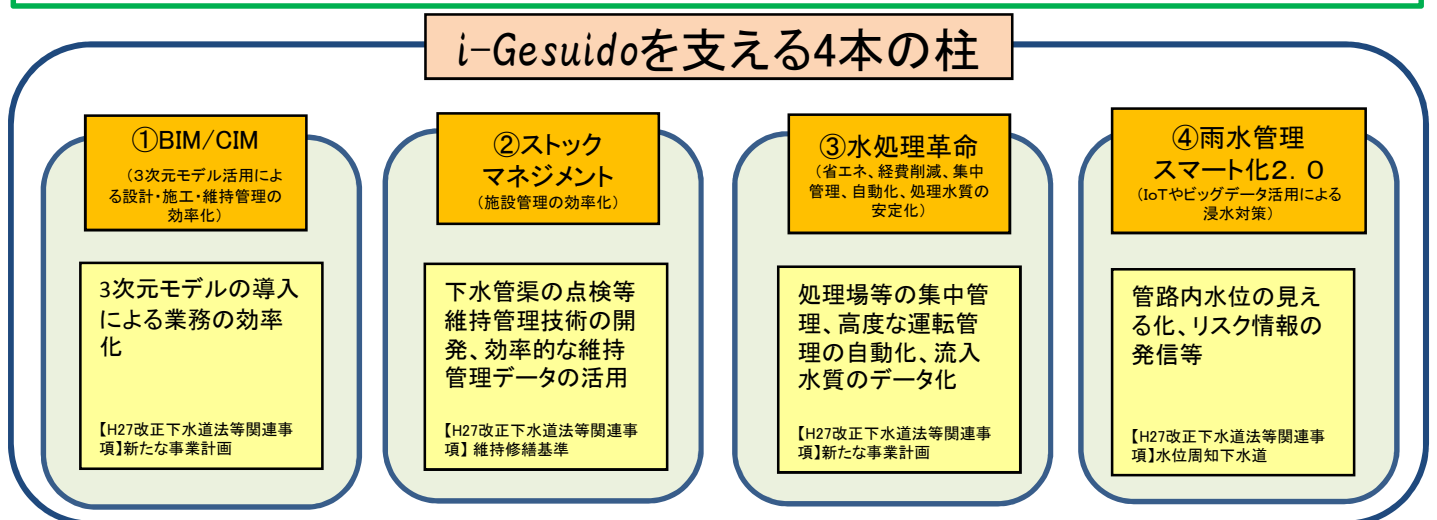 i-Gesuidoを支える4本の柱
①BIM/CIM
（3次元モデル活用によ
る設計・施工・維持管理の
効率化）
3次元モデルの導入
による業務の効率
化
【H27改正下水道法等関連事
項】新たな事業計画
②ストック
マネジメント
（施設管理の効率化）
下水管渠の点検等
維持管理技術の開
発、効率的な維持
管理データの活用
【H27改正下水道法等関連事
項】 維持修繕基準
③水処理革命
（省エネ、経費削減、集中
管理、自動化、処理水質の
安定化）
処理場等の集中管
理、高度な運転管
理の自動化、流入
水質のデータ化
【H27改正下水道法等関連事
項】新たな事業計画
④雨水管理
スマート化２．０
（IoTやビッグデータ活用による
浸水対策）
管路内水位の見え
る化、リスク情報の
発信等
【H27改正下水道法等関連事
項】水位周知下水道